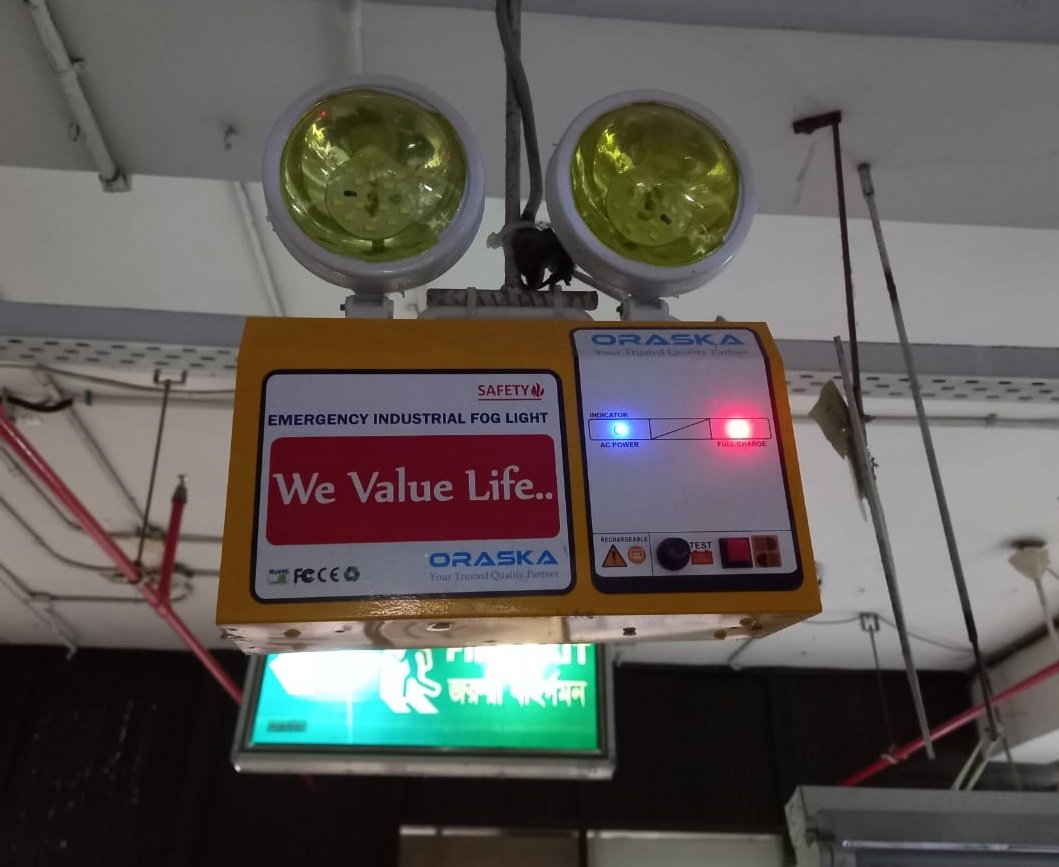 SAFETY
EMERGENCY INDUSTRIAL FOG LIGHT
We Value Life..
ORASKA
Your Trusted Quality Partner
RoHS FC CE
ORASKA
Your Trusted Quality Partner
INDICATOR
AC POWER
FULL CHARGE
RECHARGEABLE
TEST
জরুরী বহির্গমন